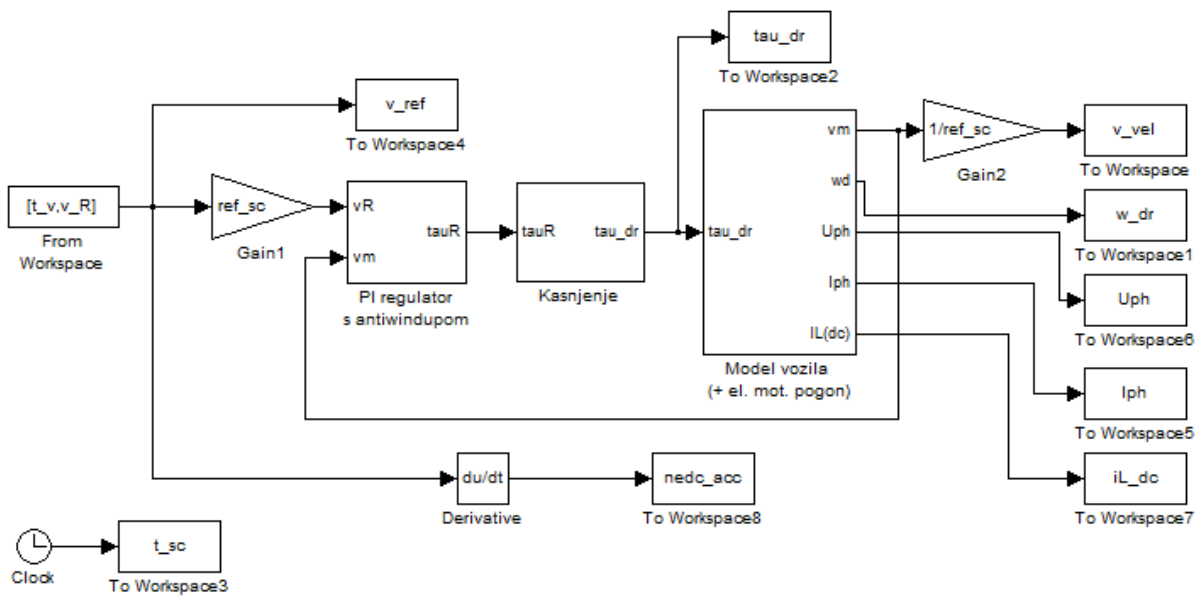 tau_dr
To Workspace2
v_ref
To Workspace4
vm
1/ref_sc
Gain2
v_vel
To Workspace
[t_v,v_R]
From
Workspace
ref_sc
Gain1
vR
vm
tauR
PI regulator
s antiwindupom
tauR
tau_dr
Kasnjenje
tau_dr
wd
Uph
Iph
IL(dc)
Model vozila
(+ el. mot. pogon)
w_dr
To Workspace1
Uph
To Workspace6
Iph
To Workspace5
du/dt
Derivative
nedc_acc
To Workspace8
iL_dc
To Workspace7
Clock
t_sc
To Workspace3